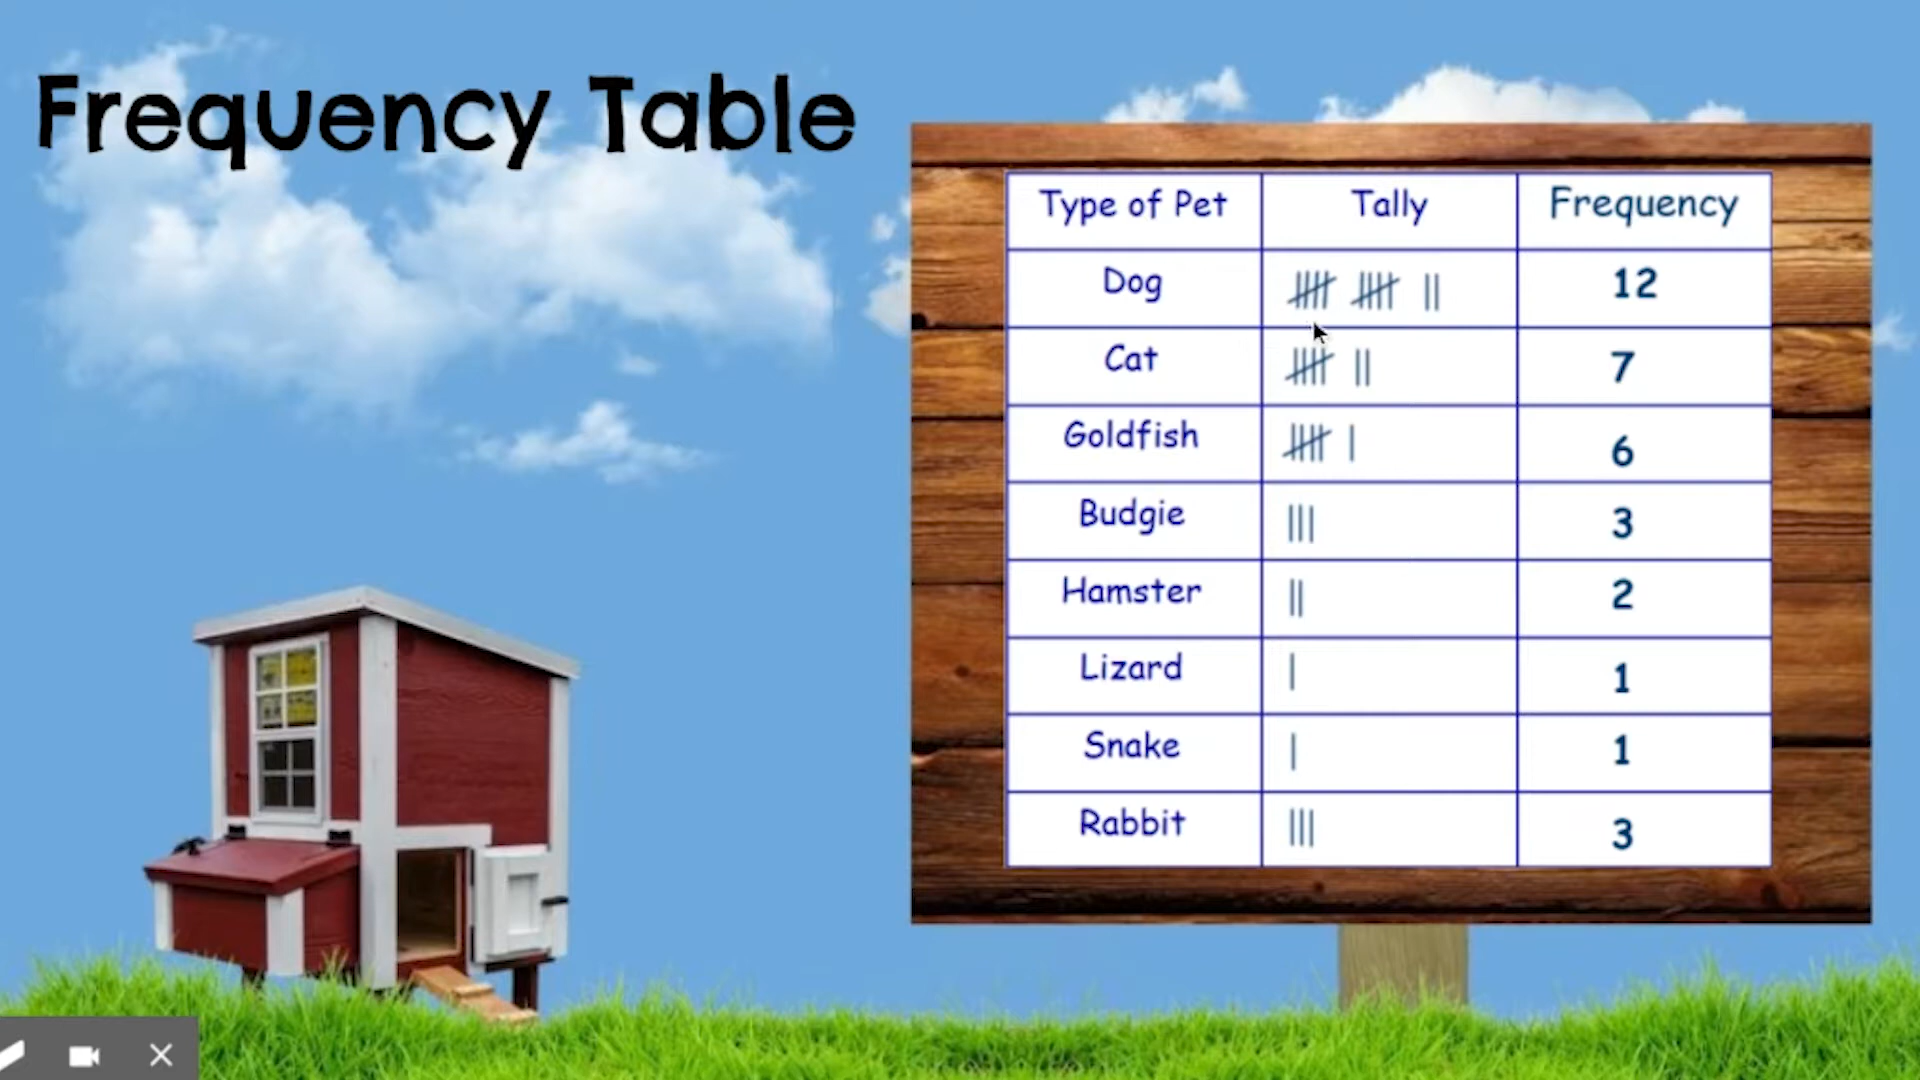 Frequency Table
Type of Pet Tally Frequency
Dog 12
Cat 7
Goldfish 6
Budgie 3
Hamster 2
Lizard 1
Snake 1
Rabbit 3